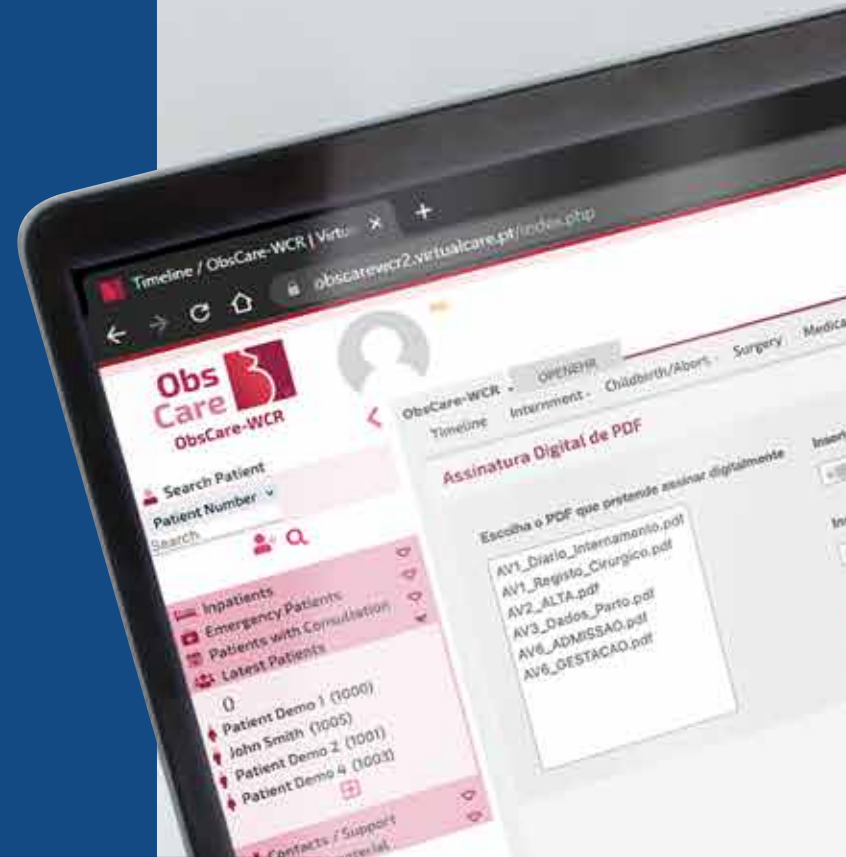 Timeline / ObsCare-WCR | Virtu
obscarewcr2.virtualcare.pt/index.php
Obs
Care
ObsCare-WCR
Search Patient
Patient Number
Search
Inpatients
Emergency Patients
Patients with Consultation
Latest Patients
()
Patient Demo 1 (1000)
John Smith (1005)
Patient Demo 2 (1001)
Patient Demo 4 (1003)
Contacts / Support
ObsCare-WCR
OPENEHR
Timeline Internment Childbirth/Abort Surgery Medica
Assinatura Digital de PDF
Escolha o PDF que pretende assinar digitalmente
AV1_Diario_Internamento.pdf
AV1_Registo_Cirurgico.pdf
AV2_ALTA.pdf
AV3_Dados_Parto.pdf
AV6_ADMISSAO.pdf
AV6_GESTACAO.pdf